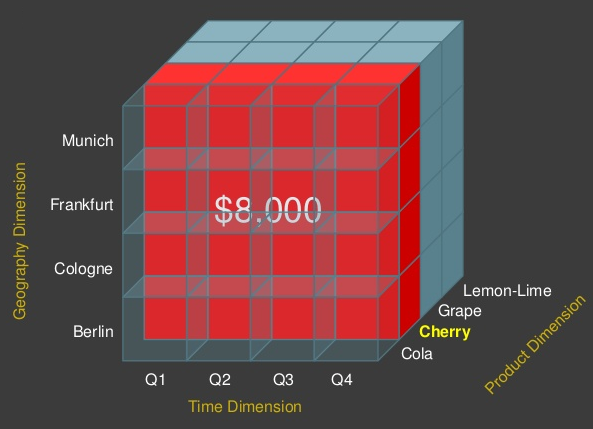 Munich
Frankfurt
Cologne
Berlin
Geography Dimension
$8,000
Q1 Q2 Q3 Q4
Time Dimension
Lemon-Lime
Grape
Cherry
Cola
Product Dimension